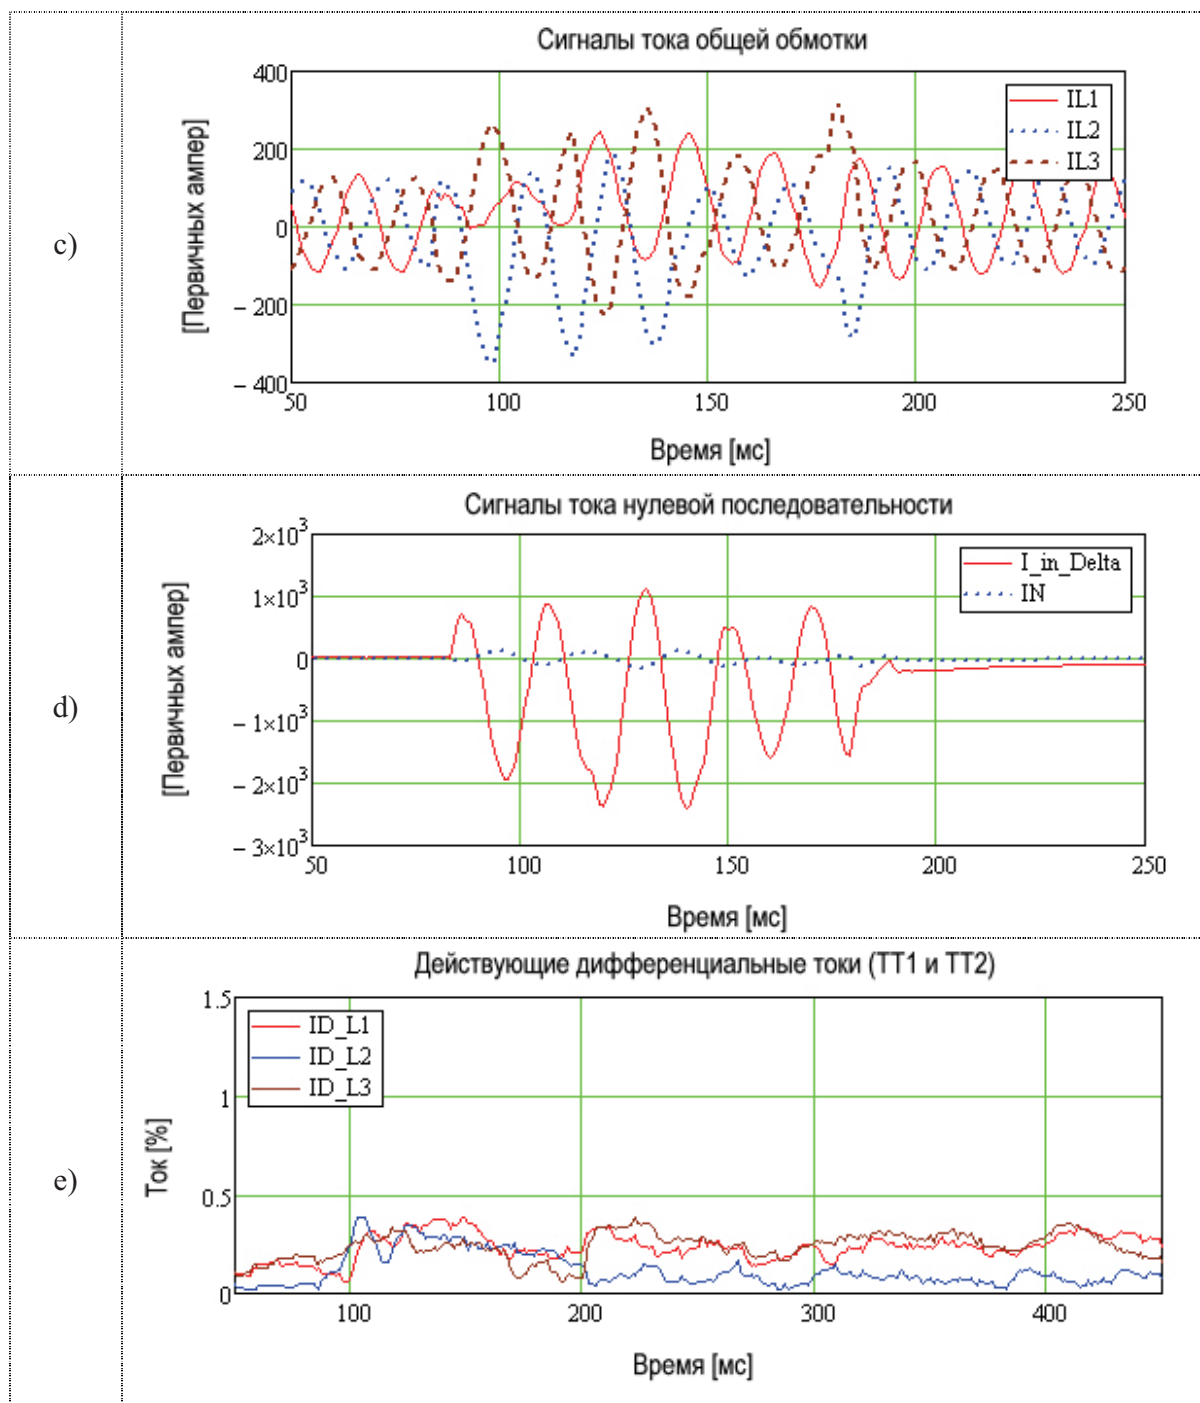 c)
Сигналы тока общей обмотки
[Первичных ампер]
400
200
0
– 200
– 400
IL1
IL2
IL3
50 100 150 200 250
Время [мс]
d)
Сигналы тока нулевой последовательности
[Первичных ампер]
2×10³
1×10³
0
– 1×10³
– 2×10³
– 3×10³
I_in_Delta
IN
50 100 150 200 250
Время [мс]
e)
Действующие дифференциальные токи (ТТ1 и ТТ2)
Ток [%]
1.5
1
0.5
0
ID_L1
ID_L2
ID_L3
100 200 300 400
Время [мс]